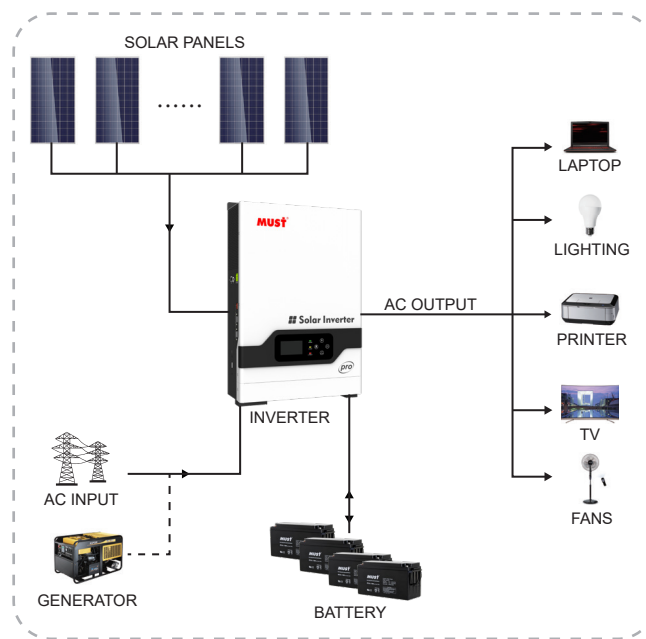 SOLAR PANELS
MUST
Solar Inverter
pro
AC OUTPUT
INVERTER
LAPTOP
LIGHTING
PRINTER
TV
FANS
AC INPUT
GENERATOR
MUST
MUST
MUST
MUST
BATTERY